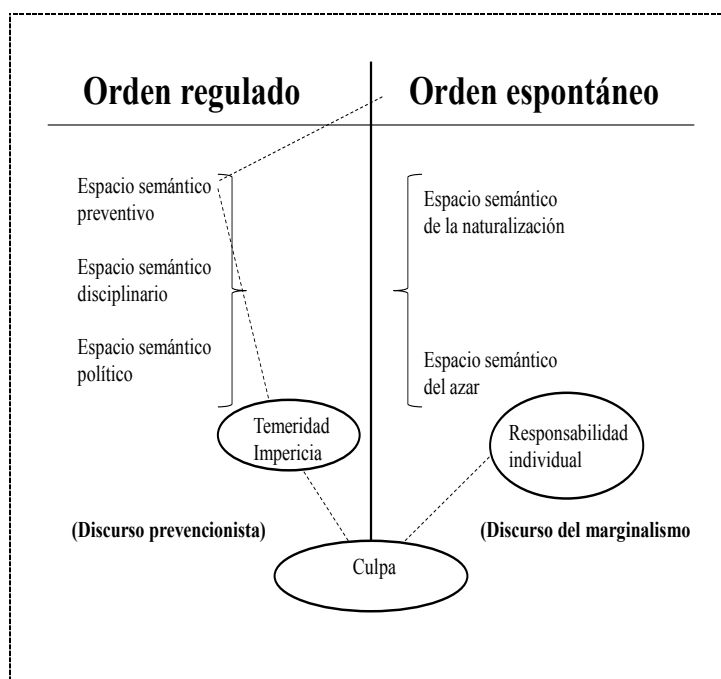 Orden regulado
Orden espontáneo
Espacio semántico
preventivo
Espacio semántico
disciplinario
Espacio semántico
político
Espacio semántico
de la naturalización
Espacio semántico
del azar
Temeridad
Impericia
Responsabilidad
individual
(Discurso prevencionista)
(Discurso del marginalismo
Culpa